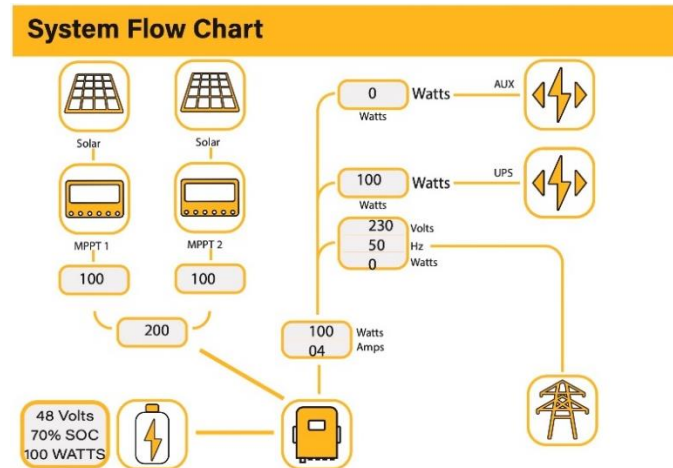 System Flow Chart
Solar
Solar
MPPT 1
MPPT 2
100
100
200
48 Volts
70% SOC
100 WATTS
0 Watts
Watts
AUX
100 Watts
Watts
UPS
230 Volts
50 Hz
0 Watts
100 Watts
04 Amps